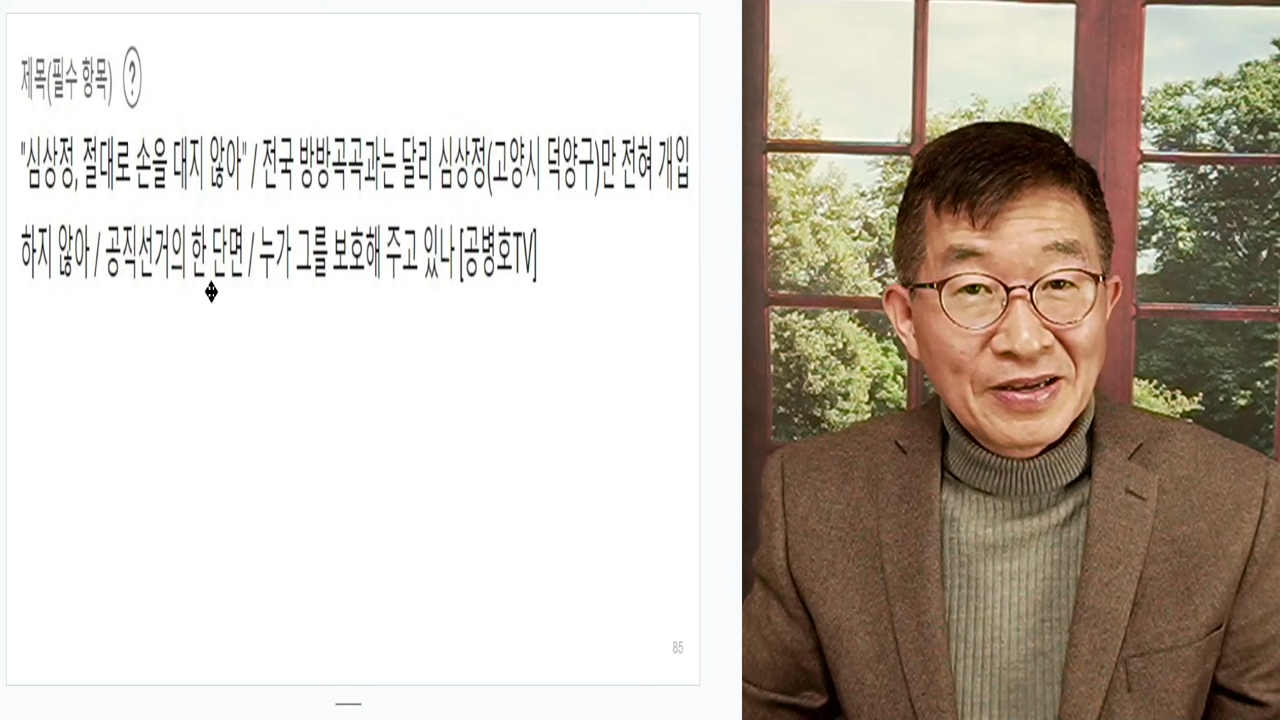 제목(필수 항목) ?
"심상정, 절대로 손을 대지 않아" / 전국 방방곡곡과는 달리 심상정(고양시 덕양구)만 전혀 개입
하지 않아 / 공직선거의 한 단면 / 누가 그를 보호해 주고 있나 [공병호TV]
85